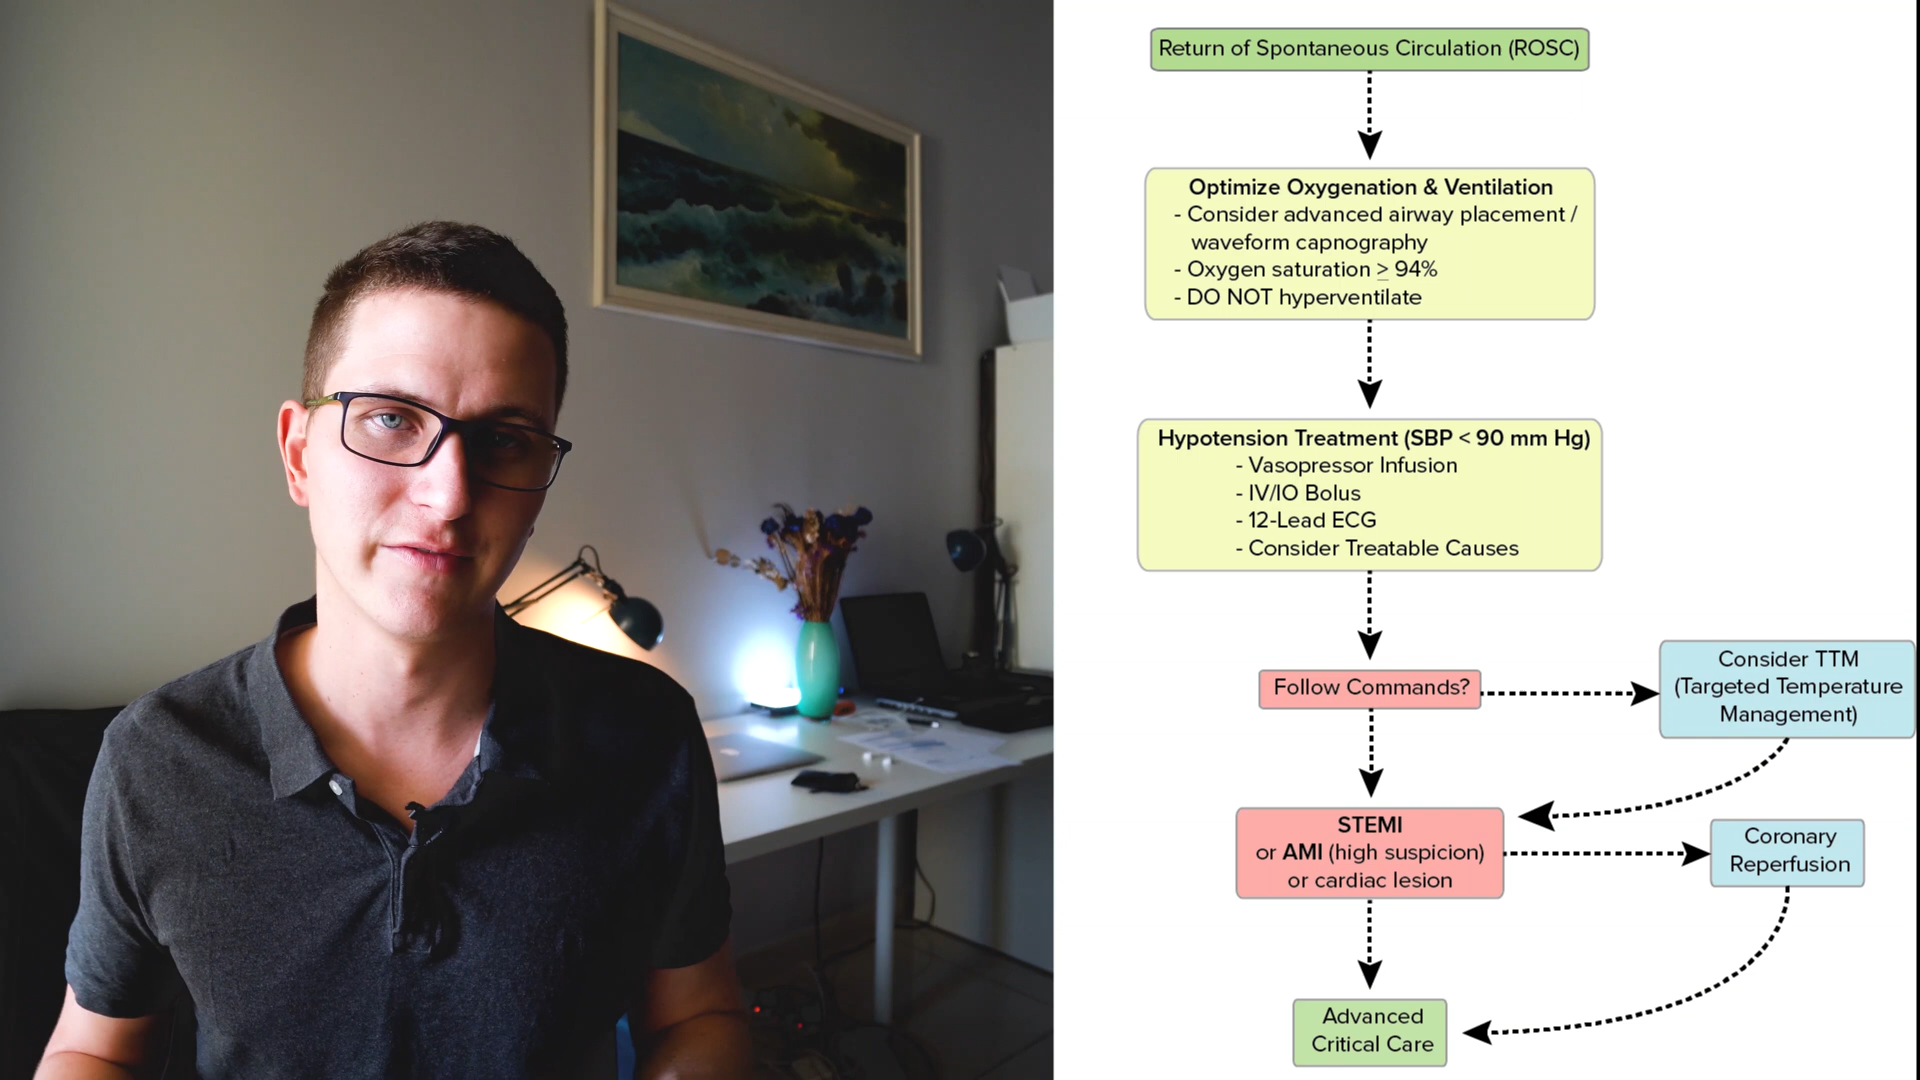 Return of Spontaneous Circulation (ROSC)
Optimize Oxygenation & Ventilation
- Consider advanced airway placement /
waveform capnography
- Oxygen saturation ≥ 94%
- DO NOT hyperventilate
Hypotension Treatment (SBP < 90 mm Hg)
- Vasopressor Infusion
- IV/IO Bolus
- 12-Lead ECG
- Consider Treatable Causes
Follow Commands?
Consider TTM
(Targeted Temperature
Management)
STEMI
or AMI (high suspicion)
or cardiac lesion
Coronary
Reperfusion
Advanced
Critical Care